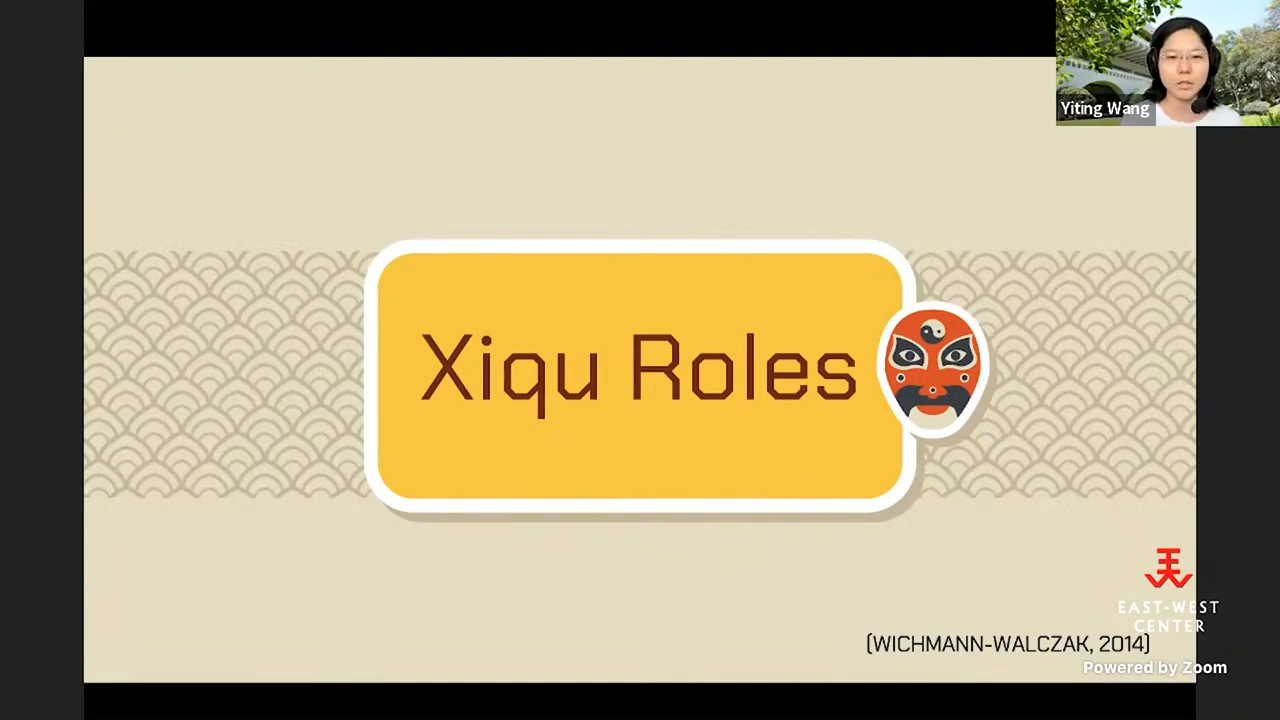 Yiting Wang
Xiqu Roles
EAST-WEST
CENTER
(WICHMANN-WALCZAK, 2014)
Powered by Zoom